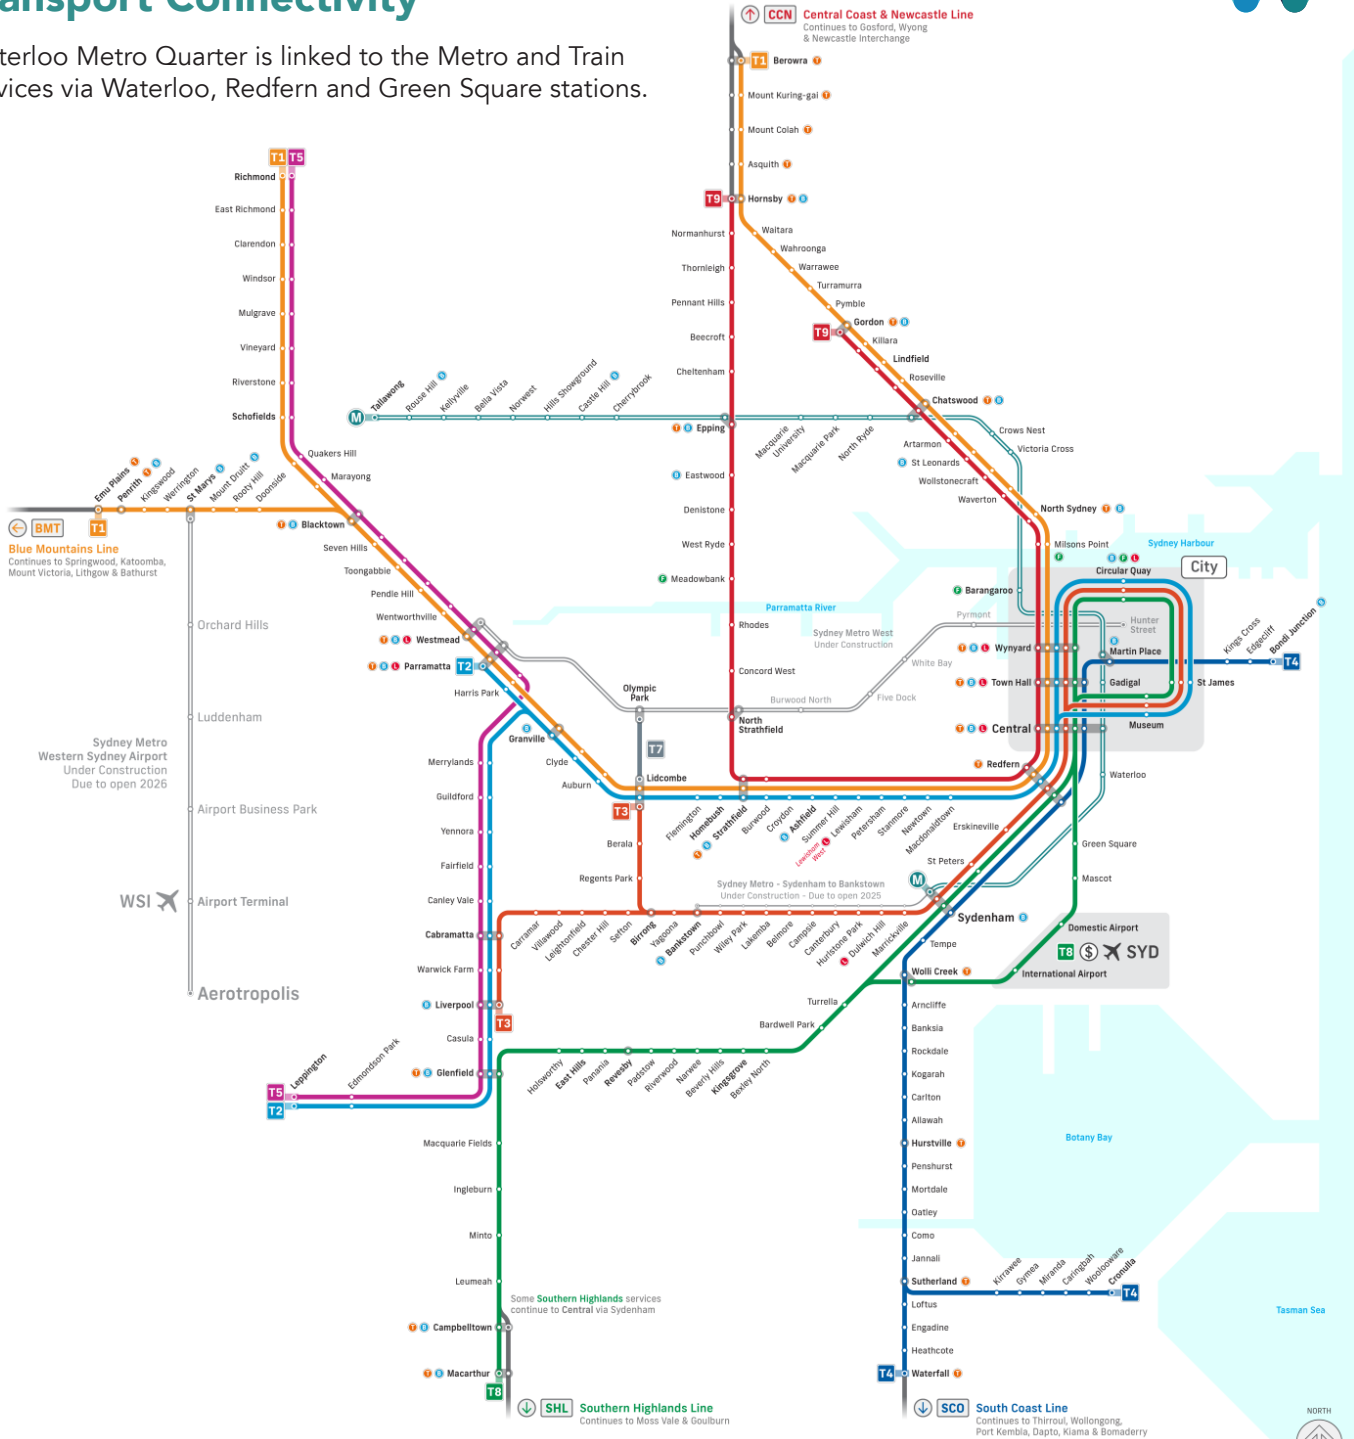 ansport Connectivity
terloo Metro Quarter is linked to the Metro and Train
vices via Waterloo, Redfern and Green Square stations.
CCN Central Coast & Newcastle Line
Continues to Gosford, Wyong
& Newcastle Interchange
T1 Berowra T
Mount Kuring-gai T
Mount Colah T
Asquith T
T9 Hornsby T B
Normanhurst
Thornleigh
Pennant Hills
Beecroft
Cheltenham
T B Epping
B Eastwood
Denistone
West Ryde
F Meadowbank
Rhodes
Concord West
North
Strathfield
Waitara
Wahroonga
Warrawee
Turramurra
Pymble
Gordon T B
T9
Killara
Lindfield
Roseville
Chatswood T B
Artarmon
B St Leonards
Wollstonecraft
Waverton
North Sydney T B
Milsons Point
F
T1 T5
Richmond
East Richmond
Clarendon
Windsor
Mulgrave
Vineyard
Riverstone
Schofields
Quakers Hill
Marayong
M
Tallawong
Rouse Hill
Kellyville
Bella Vista
Norwest
Hills Showground
Castle Hill
Cherrybrook
Macquarie
University
Macquarie Park
North Ryde
Crows Nest
Victoria Cross
F Barangaroo
B
Martin Place
Gadigal
Waterloo
Emu Plains
Penrith
Kingswood
Werrington
St Marys
Mount Druitt
Rooty Hill
Doonside
BMT T1
Blue Mountains Line
Continues to Springwood, Katoomba,
Mount Victoria, Lithgow & Bathurst
T B Blacktown
Seven Hills
Toongabbie
Pendle Hill
Wentworthville
T B L Westmead
T B L Parramatta T2
Harris Park
B
Granville
Clyde
Auburn
Orchard Hills
Luddenham
Sydney Metro
Western Sydney Airport
Under Construction
Due to open 2026
Airport Business Park
WSI Airport Terminal
Aerotropolis
Parramatta River
Sydney Metro West
Under Construction
Pyrmont
Hunter
Street
White Bay
Five Dock
Burwood North
Olympic
Park
T7
Lidcombe
T3
Berala
Regents Park
Sydney Harbour
City
B F L
Circular Quay
T B L Wynyard
T B L Town Hall
T B L Central
St James
Museum
Kings Cross
Edgecliff
Bondi Junction
T4
T Redfern
Flemington
Homebush
Strathfield
Burwood
Croydon
Ashfield
Summer Hill
Lewisham
Lewisham
West
Petersham
Stanmore
Newtown
Macdonaldtown
Erskineville
St Peters
M
Sydenham B
Green Square
Mascot
Domestic Airport
T8 $ SYD
International Airport
Sydney Metro - Sydenham to Bankstown
Under Construction - Due to open 2025
Merrylands
Guildford
Yennora
Fairfield
Canley Vale
Cabramatta
Warwick Farm
B Liverpool
T3
Casula
T B Glenfield
Carramar
Villawood
Leightonfield
Chester Hill
Sefton
Birrong
Yagoona
Bankstown
Punchbowl
Wiley Park
Lakemba
Belmore
Campsie
Canterbury
Hurlstone Park
Dulwich Hill
Marrickville
Tempe
Wolli Creek T
Turrella
Bardwell Park
Arncliffe
Banksia
Rockdale
Kogarah
Carlton
Allawah
Hurstville T
Penshurst
Mortdale
Oatley
Como
Jannali
Sutherland T
Loftus
Engadine
Heathcote
T4 Waterfall T
Kirrawee
Gymea
Miranda
Caringbah
Woolooware
Cronulla
T4
T5
T2
Leppington
Edmondson Park
Holsworthy
East Hills
Panania
Revesby
Padstow
Riverwood
Narwee
Beverly Hills
Kingsgrove
Bexley North
Macquarie Fields
Ingleburn
Minto
Leumeah
Some Southern Highlands services
continue to Central via Sydenham
T B Campbelltown
T B Macarthur
T8
SHL Southern Highlands Line
Continues to Moss Vale & Goulburn
SCO South Coast Line
Continues to Thirroul, Wollongong,
Port Kembla, Dapto, Kiama & Bomaderry
Botany Bay
Tasman Sea
NORTH